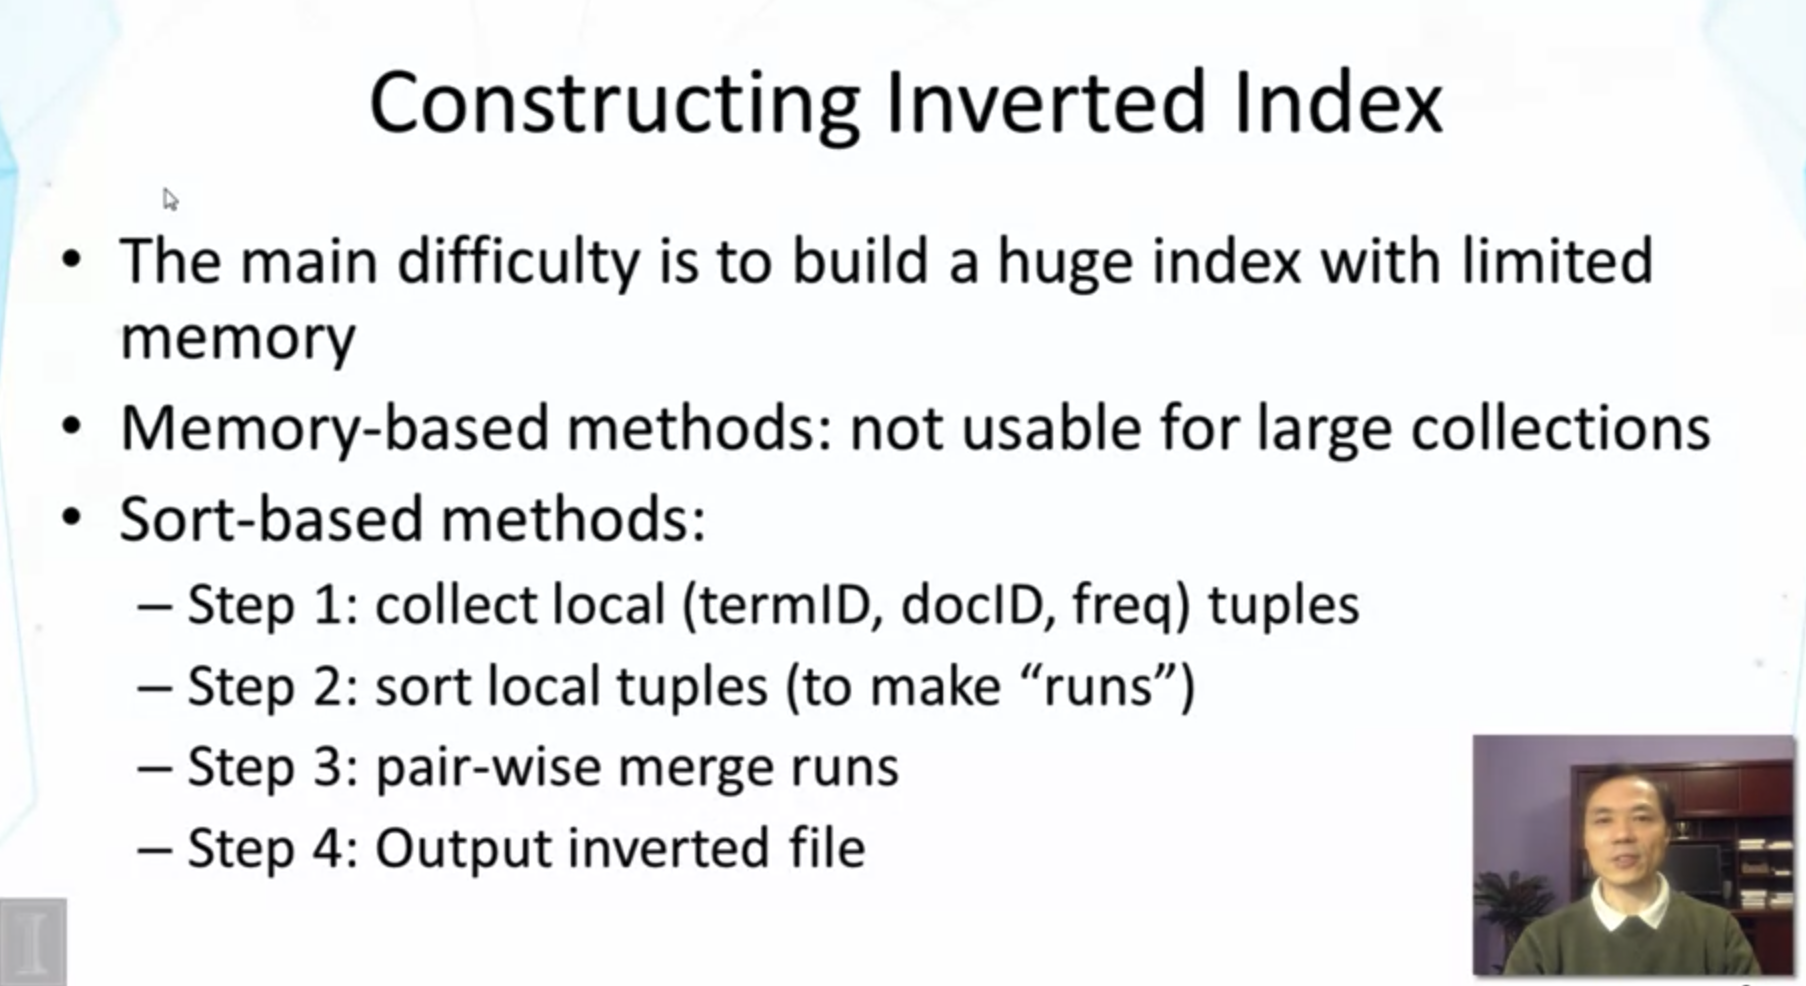 Constructing Inverted Index
• The main difficulty is to build a huge index with limited
memory
• Memory-based methods: not usable for large collections
• Sort-based methods:
– Step 1: collect local (termID, docID, freq) tuples
– Step 2: sort local tuples (to make “runs”)
– Step 3: pair-wise merge runs
– Step 4: Output inverted file
I